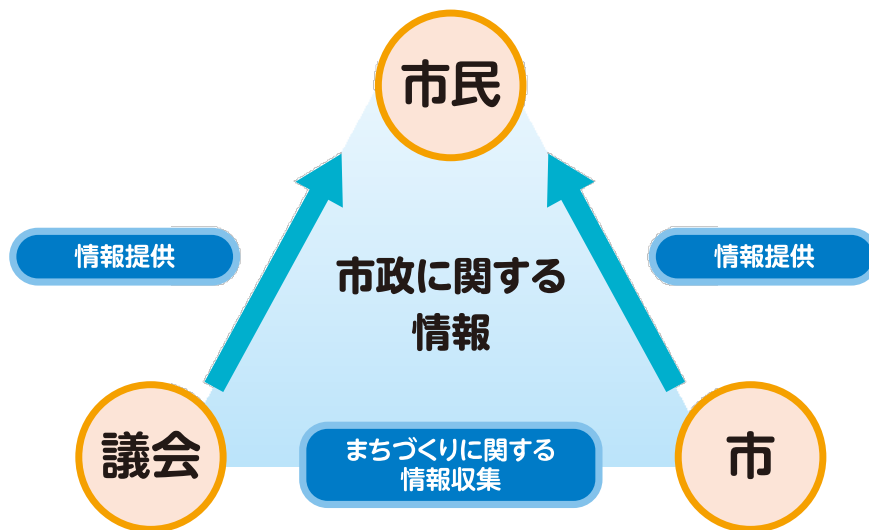 市民
情報提供
情報提供
市政に関する
情報
議会
まちづくりに関する
情報収集
市